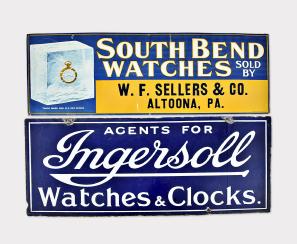 SOUTH BEND
WATCHES SOLD BY
W. F. SELLERS & CO.
ALTOONA, PA.
AGENTS FOR
Ingersoll
Watches & Clocks.